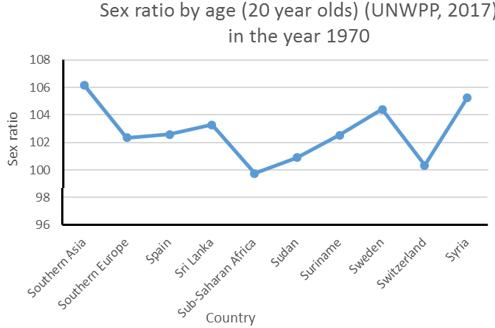 Sex ratio by age (20 year olds) (UNWPP, 2017)
in the year 1970
108
106
104
102
100
98
96
Sex ratio
Southern Asia
Southern Europe
Spain
Sri Lanka
Sub-Saharan Africa
Sudan
Suriname
Sweden
Switzerland
Syria
Country